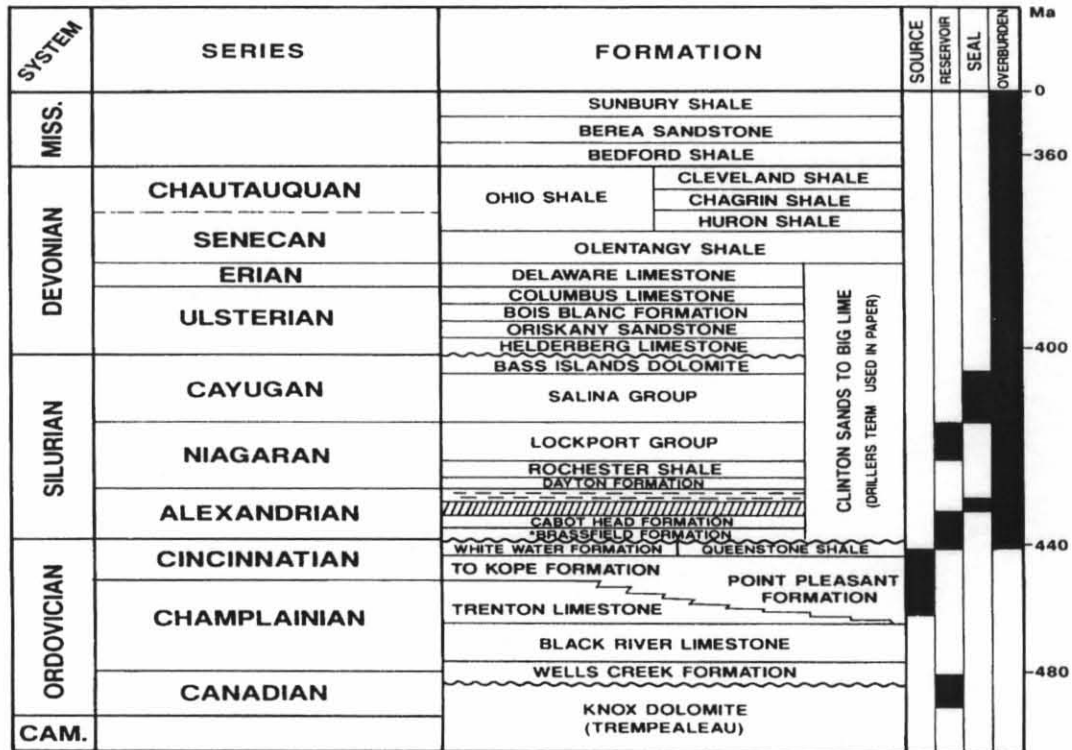 SYSTEM
SERIES
FORMATION
SOURCE
RESERVOIR
SEAL
OVERBURDEN
Ma
0
MISS.
SUNBURY SHALE
BEREA SANDSTONE
BEDFORD SHALE
360
DEVONIAN
CHAUTAUQUAN
OHIO SHALE
CLEVELAND SHALE
CHAGRIN SHALE
HURON SHALE
SENECAN
OLENTANGY SHALE
ERIAN
DELAWARE LIMESTONE
ULSTERIAN
COLUMBUS LIMESTONE
BOIS BLANC FORMATION
ORISKANY SANDSTONE
HELDERBERG LIMESTONE
CLINTON SANDS TO BIG LIME
(DRILLERS TERM USED IN PAPER)
400
SILURIAN
CAYUGAN
BASS ISLANDS DOLOMITE
SALINA GROUP
NIAGARAN
LOCKPORT GROUP
ROCHESTER SHALE
DAYTON FORMATION
ALEXANDRIAN
CABOT HEAD FORMATION
*BRASSFIELD FORMATION
440
ORDOVICIAN
CINCINNATIAN
WHITE WATER FORMATION
QUEENSTONE SHALE
TO KOPE FORMATION
POINT PLEASANT
FORMATION
CHAMPLAINIAN
TRENTON LIMESTONE
BLACK RIVER LIMESTONE
WELLS CREEK FORMATION
480
CANADIAN
KNOX DOLOMITE
(TREMPEALEAU)
CAM.